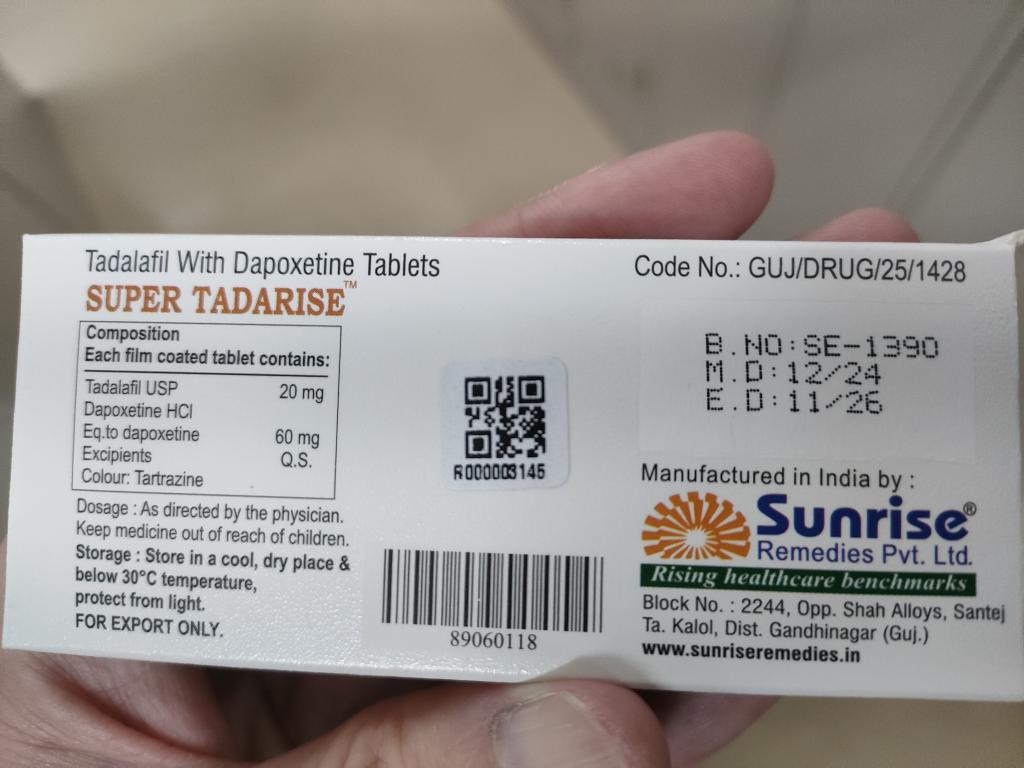 Tadalafil With Dapoxetine Tablets
SUPER TADARISE™
Composition
Each film coated tablet contains:
Tadalafil USP 20 mg
Dapoxetine HCl
Eq.to dapoxetine 60 mg
Excipients Q.S.
Colour: Tartrazine
Dosage : As directed by the physician.
Keep medicine out of reach of children.
Storage : Store in a cool, dry place &
below 30°C temperature,
protect from light.
FOR EXPORT ONLY.
R000003145
89060118
Code No.: GUJ/DRUG/25/1428
B.NO:SE-1390
M.D:12/24
E.D:11/26
Manufactured in India by :
Sunrise®
Remedies Pvt. Ltd.
Rising healthcare benchmarks
Block No. : 2244, Opp. Shah Alloys, Santej
Ta. Kalol, Dist. Gandhinagar (Guj.)
www.sunriseremedies.in